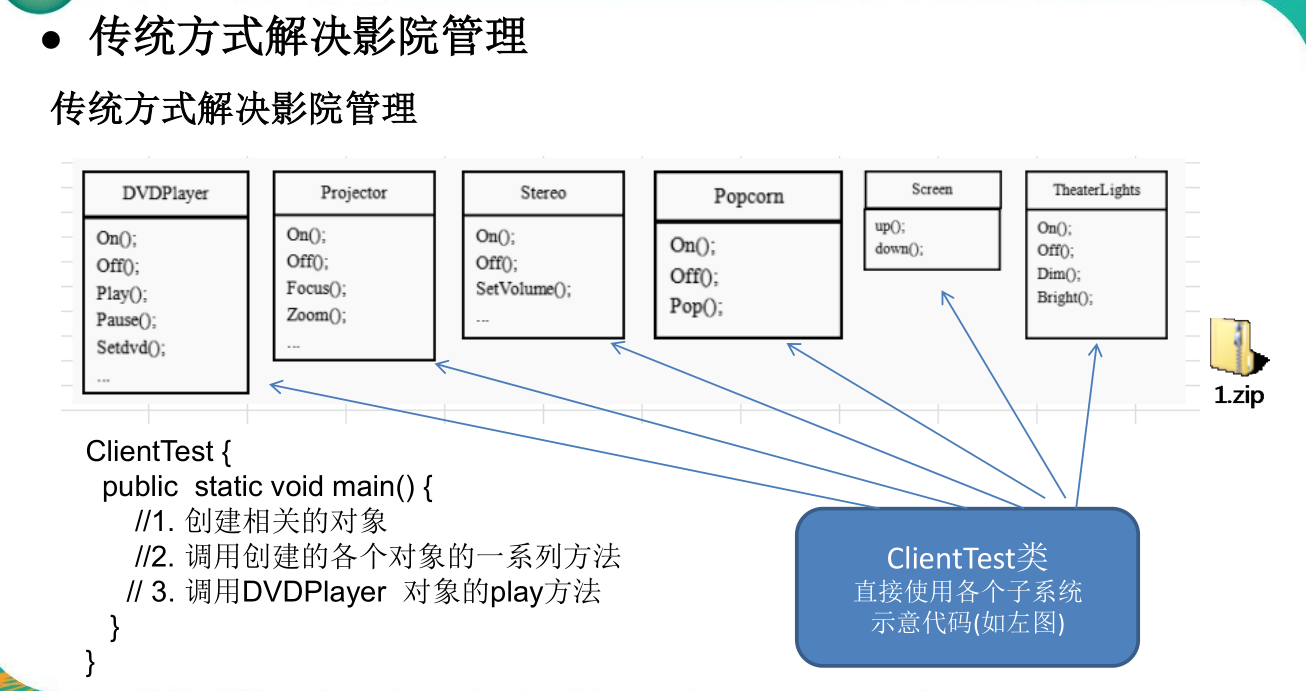 ● 传统方式解决影院管理
传统方式解决影院管理
DVDPlayer
On();
Off();
Play();
Pause();
Setdvd();
...
Projector
On();
Off();
Focus();
Zoom();
...
Stereo
On();
Off();
SetVolume();
...
Popcorn
On();
Off();
Pop();
Screen
up();
down();
TheaterLights
On();
Off();
Dim();
Bright();
1.zip
ClientTest {
public static void main() {
//1. 创建相关的对象
//2. 调用创建的各个对象的一系列方法
// 3. 调用DVDPlayer 对象的play方法
}
}
ClientTest类
直接使用各个子系统
示意代码(如左图)